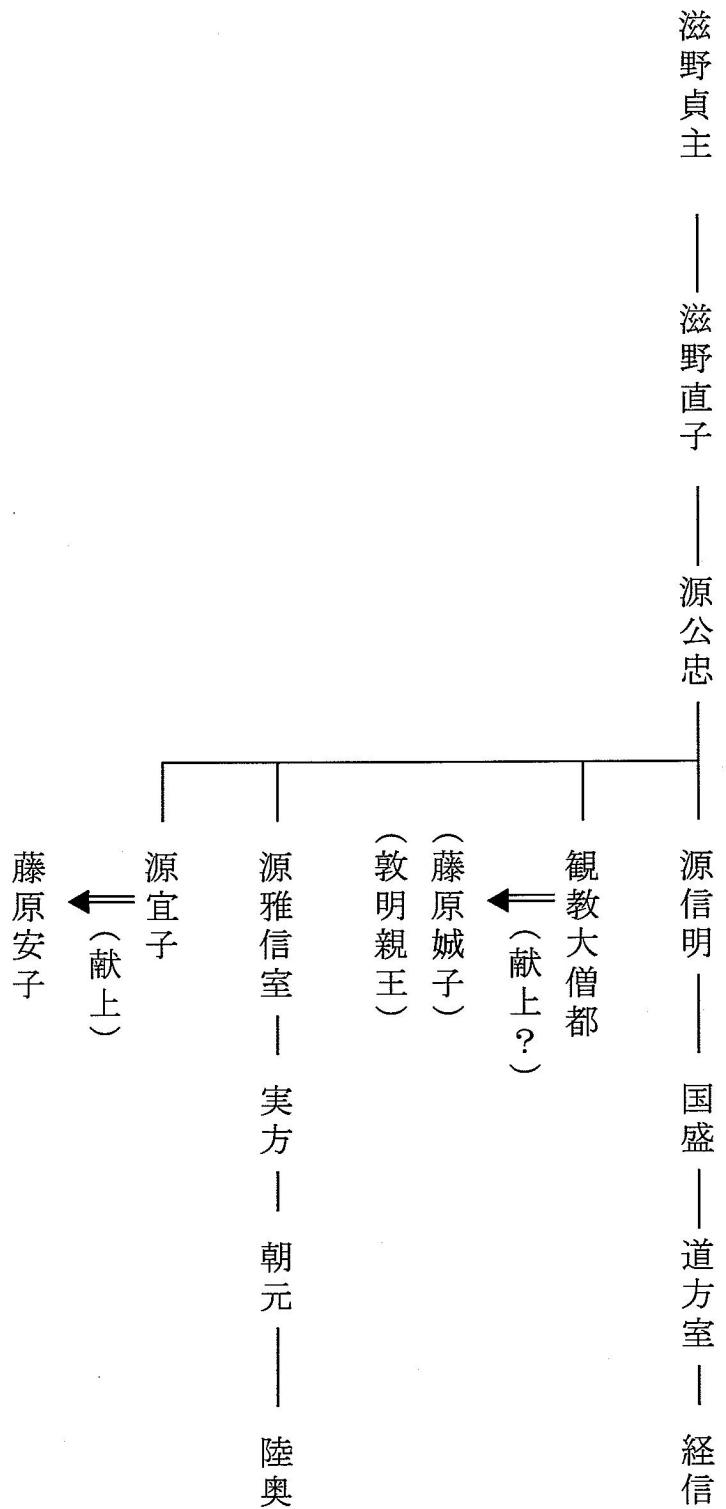 滋野貞主 ― 滋野直子 ― 源公忠
源信明 ― 国盛 ― 道方室 ― 経信
観教大僧都
(献上?)
(藤原娍子)
(敦明親王)
源雅信室 ― 実方 ― 朝元 ― 陸奥
源宜子
(献上)
藤原安子